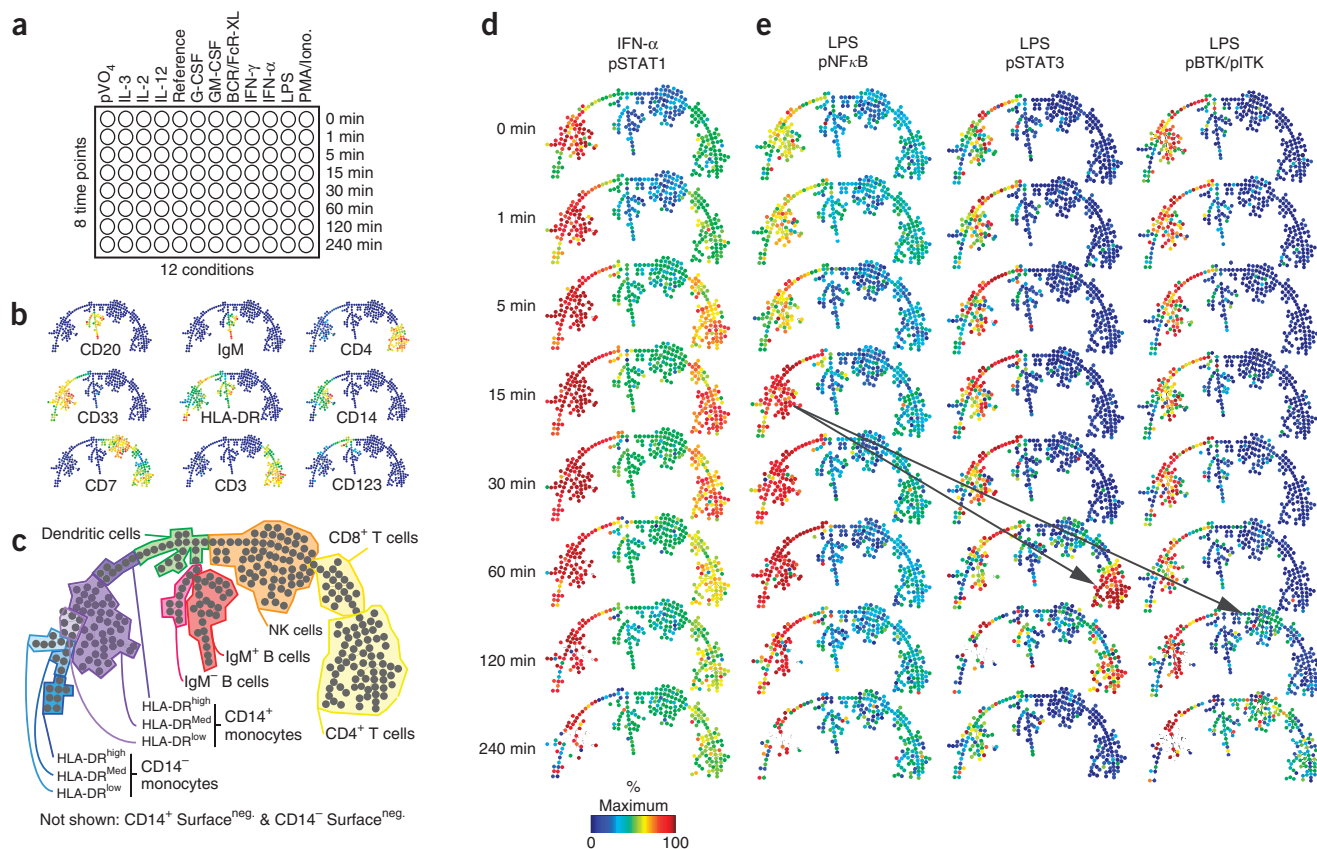 a
pVO4
IL-3
IL-2
IL-12
Reference
G-CSF
GM-CSF
BCR/FcR-XL
IFN-γ
IFN-α
LPS
PMA/Iono.
8 time points
0 min
1 min
5 min
15 min
30 min
60 min
120 min
240 min
12 conditions
b
CD20
IgM
CD4
CD33
HLA-DR
CD14
CD7
CD3
CD123
c
Dendritic cells
CD8+ T cells
NK cells
IgM+ B cells
IgM− B cells
CD4+ T cells
HLA-DRhigh
HLA-DRMed
HLA-DRlow
CD14+
monocytes
HLA-DRhigh
HLA-DRMed
HLA-DRlow
CD14−
monocytes
Not shown: CD14+ Surfaceneg. & CD14− Surfaceneg.
d
IFN-α
pSTAT1
e
LPS
pNFκB
LPS
pSTAT3
LPS
pBTK/pITK
0 min
1 min
5 min
15 min
30 min
60 min
120 min
240 min
%
Maximum
0
100